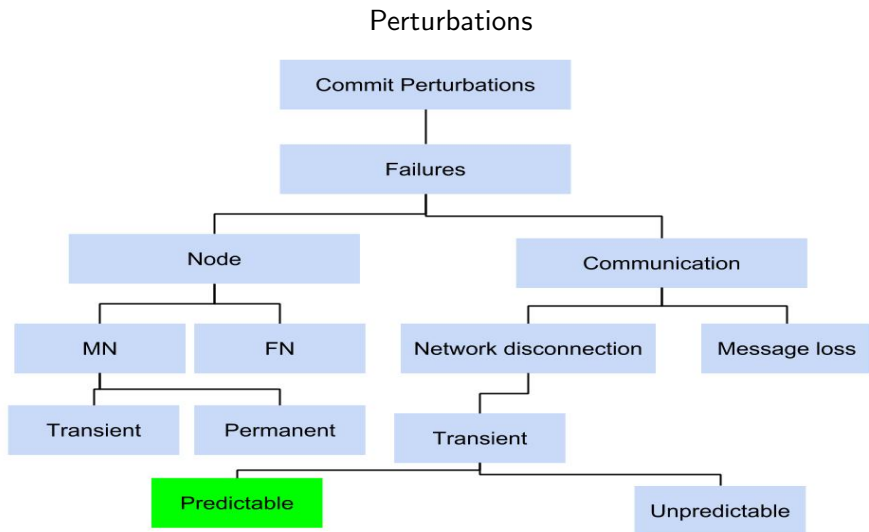 Perturbations
Commit Perturbations
Failures
Node
Communication
MN
FN
Network disconnection
Message loss
Transient
Permanent
Transient
Predictable
Unpredictable